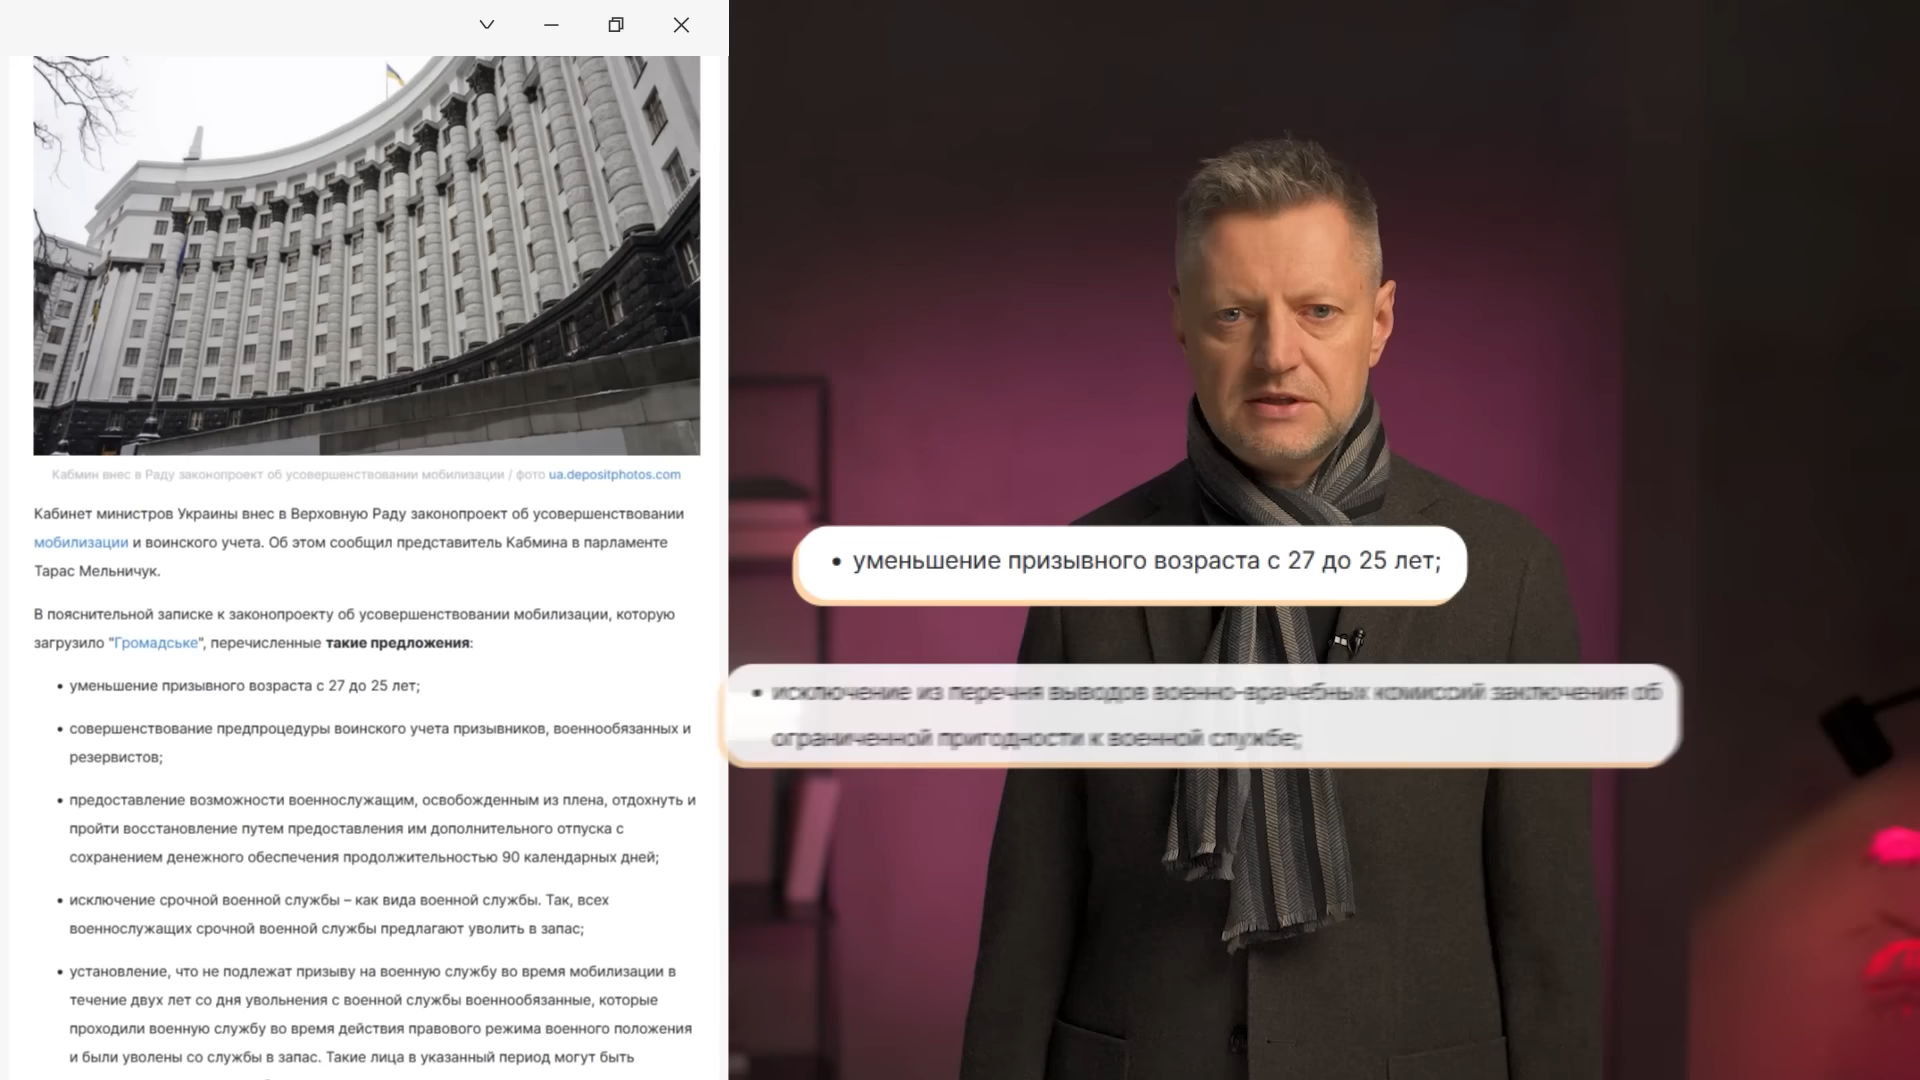 Кабмин внес в Раду законопроект об усовершенствовании мобилизации / фото ua.depositphotos.com
Кабинет министров Украины внес в Верховную Раду законопроект об усовершенствовании
мобилизации и воинского учета. Об этом сообщил представитель Кабмина в парламенте
Тарас Мельничук.
В пояснительной записке к законопроекту об усовершенствовании мобилизации, которую
загрузило "Громадське", перечисленные такие предложения:
• уменьшение призывного возраста с 27 до 25 лет;
• совершенствование предпроцедуры воинского учета призывников, военнообязанных и
резервистов;
• предоставление возможности военнослужащим, освобожденным из плена, отдохнуть и
пройти восстановление путем предоставления им дополнительного отпуска с
сохранением денежного обеспечения продолжительностью 90 календарных дней;
• исключение срочной военной службы – как вида военной службы. Так, всех
военнослужащих срочной военной службы предлагают уволить в запас;
• установление, что не подлежат призыву на военную службу во время мобилизации в
течение двух лет со дня увольнения с военной службы военнообязанные, которые
проходили военную службу во время действия правового режима военного положения
и были уволены со службы в запас. Такие лица в указанный период могут быть
• уменьшение призывного возраста с 27 до 25 лет;
• исключение из перечня выводов военно-врачебных комиссий заключения об
ограниченной пригодности к военной службе;